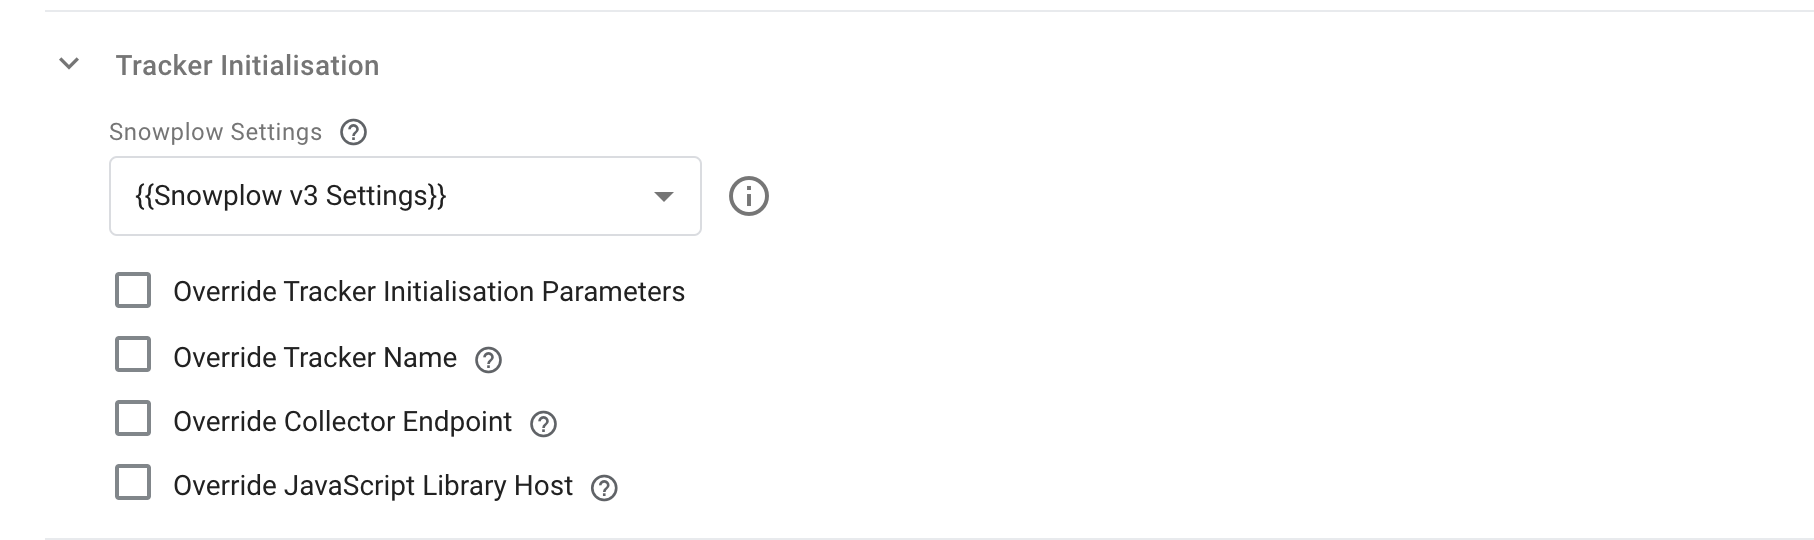 Tracker Initialisation
Snowplow Settings
{{Snowplow v3 Settings}}
Override Tracker Initialisation Parameters
Override Tracker Name
Override Collector Endpoint
Override JavaScript Library Host